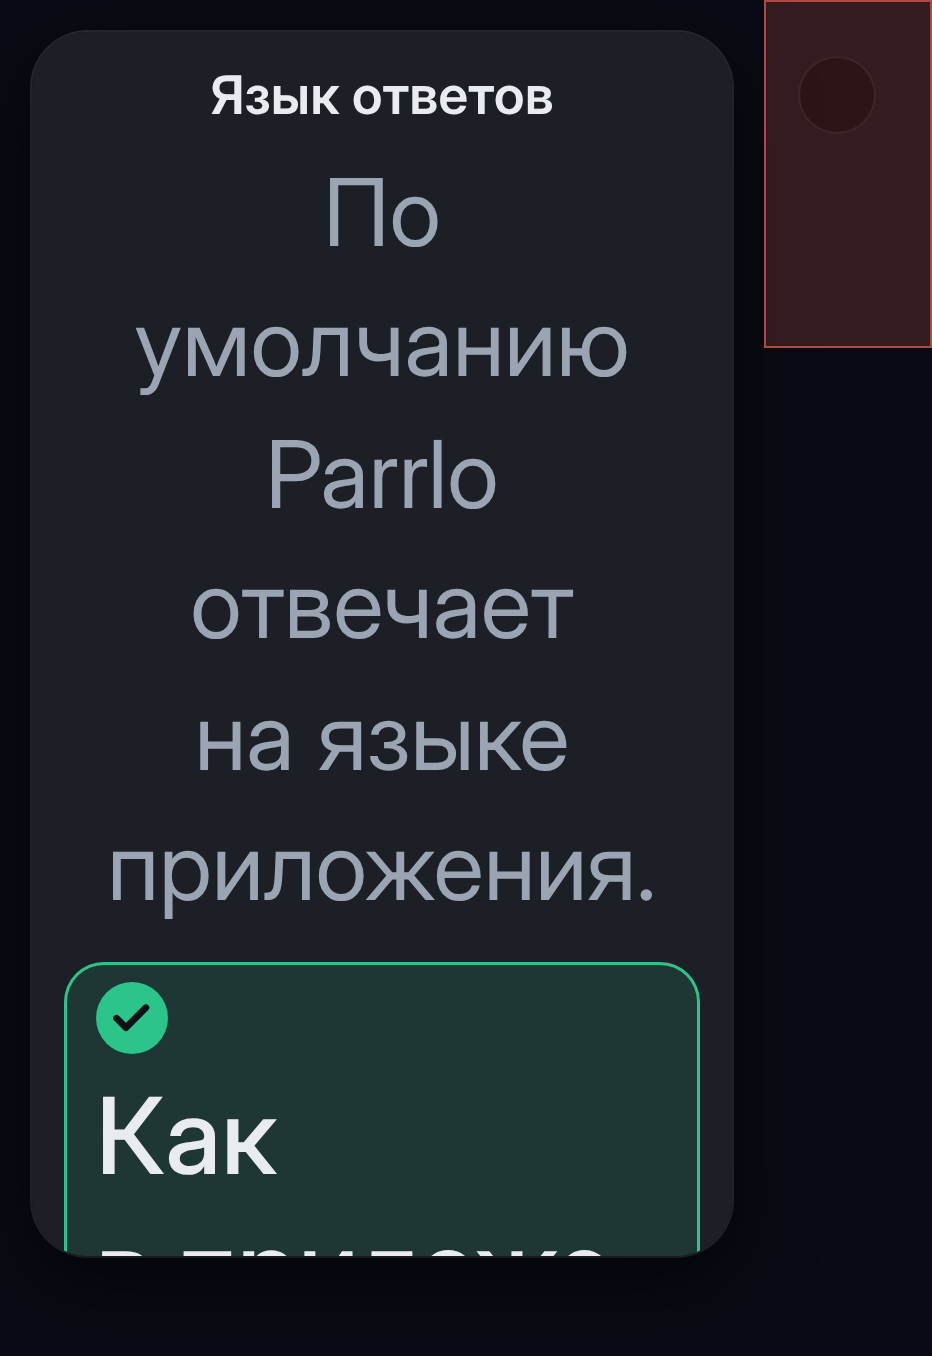 Язык ответов
По
умолчанию
Parrlo
отвечает
на языке
приложения.
Как